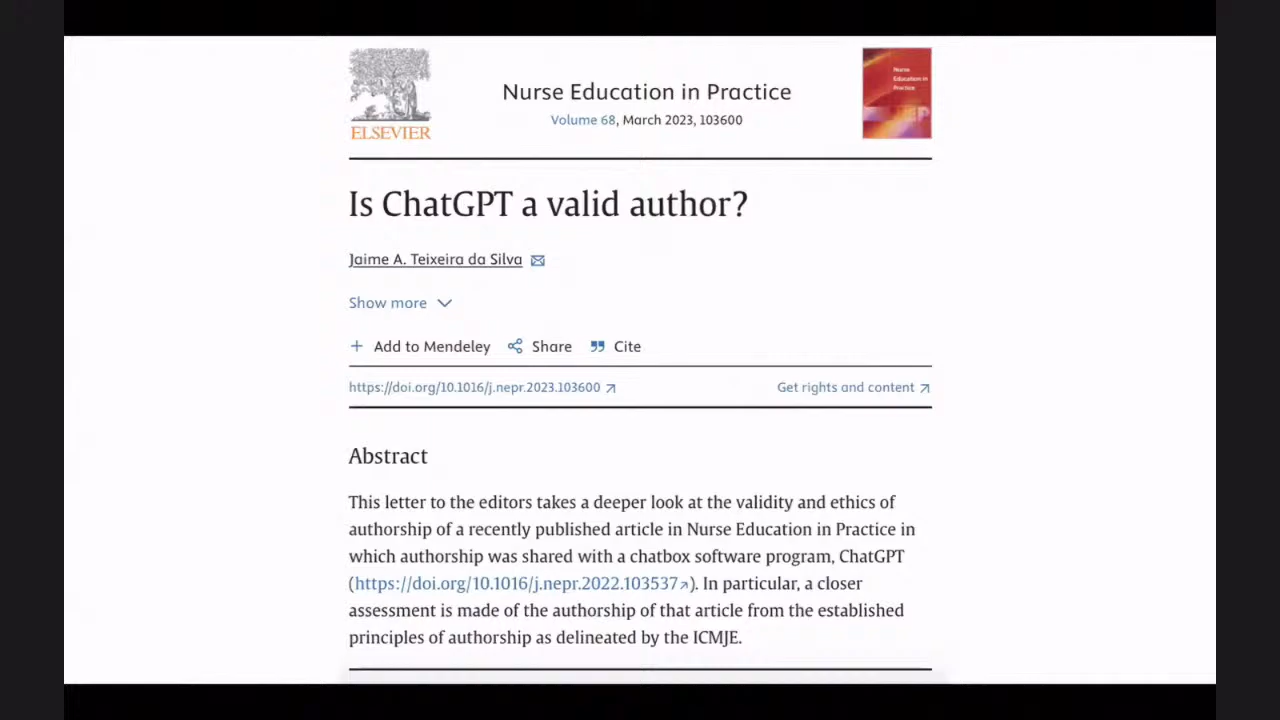 ELSEVIER
Nurse Education in Practice
Volume 68, March 2023, 103600
Nurse
Education in
Practice
Is ChatGPT a valid author?
Jaime A. Teixeira da Silva
Show more
+ Add to Mendeley Share Cite
https://doi.org/10.1016/j.nepr.2023.103600 Get rights and content
Abstract
This letter to the editors takes a deeper look at the validity and ethics of
authorship of a recently published article in Nurse Education in Practice in
which authorship was shared with a chatbox software program, ChatGPT
(https://doi.org/10.1016/j.nepr.2022.103537). In particular, a closer
assessment is made of the authorship of that article from the established
principles of authorship as delineated by the ICMJE.